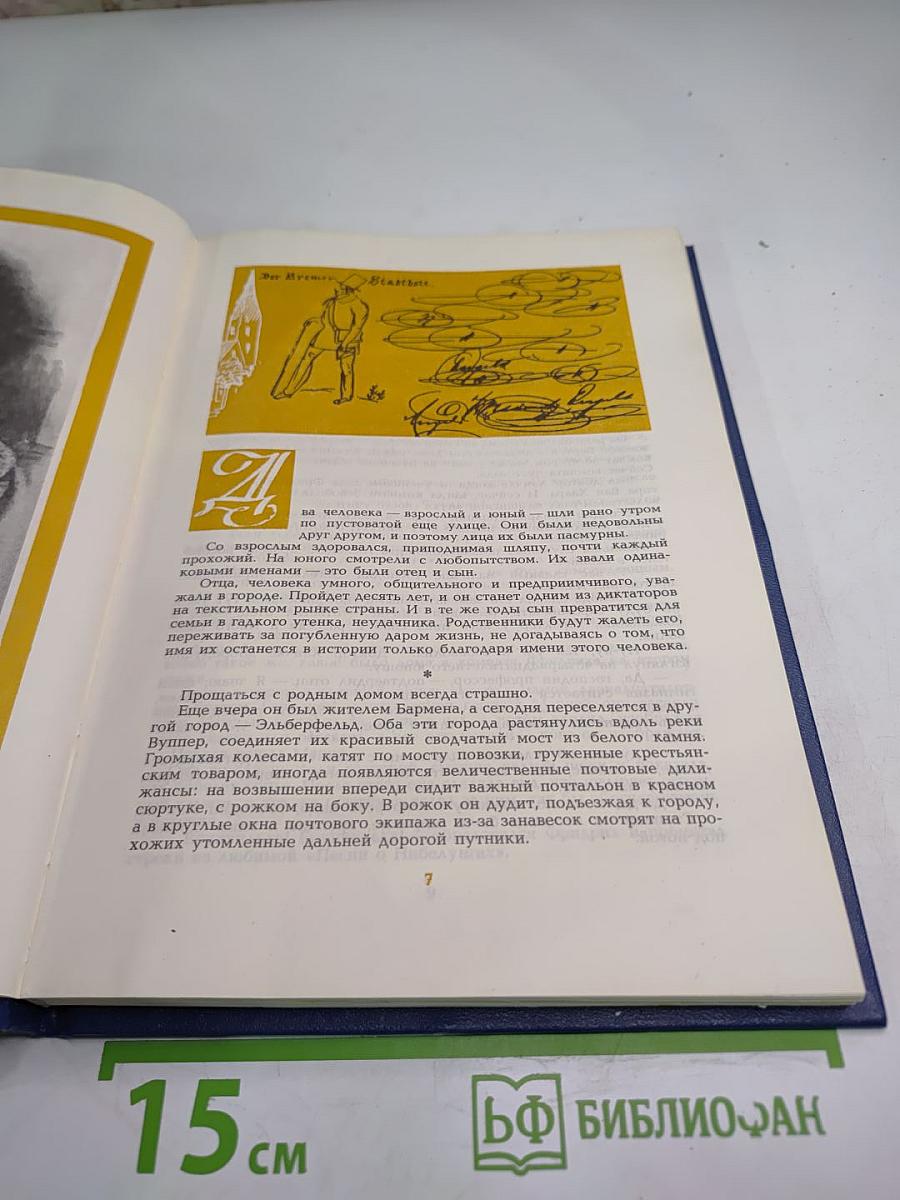 Der Bremer Stadtbote.
Д
ва человека — взрослый и юный — шли рано утром
по пустоватой еще улице. Они были недовольны
друг другом, и поэтому лица их были пасмурны.
Со взрослым здоровался, приподнимая шляпу, почти каждый
прохожий. На юного смотрели с любопытством. Их звали одина-
ковыми именами — это были отец и сын.
Отца, человека умного, общительного и предприимчивого, ува-
жали в городе. Пройдет десять лет, и он станет одним из диктаторов
на текстильном рынке страны. И в те же годы сын превратится для
семьи в гадкого утенка, неудачника. Родственники будут жалеть его,
переживать за погубленную даром жизнь, не догадываясь о том, что
имя их останется в истории только благодаря имени этого человека.
*
Прощаться с родным домом всегда страшно.
Еще вчера он был жителем Бармена, а сегодня переселяется в дру-
гой город — Эльберфельд. Оба эти города растянулись вдоль реки
Вуппер, соединяет их красивый сводчатый мост из белого камня.
Громыхая колесами, катят по мосту повозки, груженные крестьян-
ским товаром, иногда появляются величественные почтовые дили-
жансы: на возвышении впереди сидит важный почтальон в красном
сюртуке, с рожком на боку. В рожок он дудит, подъезжая к городу,
а в круглые окна почтового экипажа из-за занавесок смотрят на про-
хожих утомленные дальней дорогой путники.
7
15 см
БФ БИБЛИОФАН